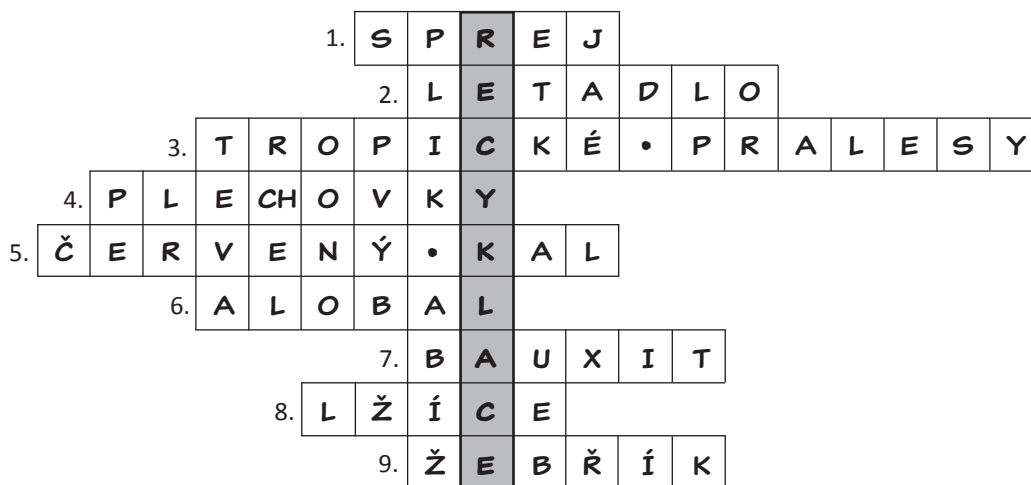 1. SPREJ
2. LETADLO
3. TROPICKÉ • PRALESY
4. PLECHOVKY
5. ČERVENÝ • KAL
6. ALOBAL
7. BAUXIT
8. LŽÍCE
9. ŽEBŘÍK